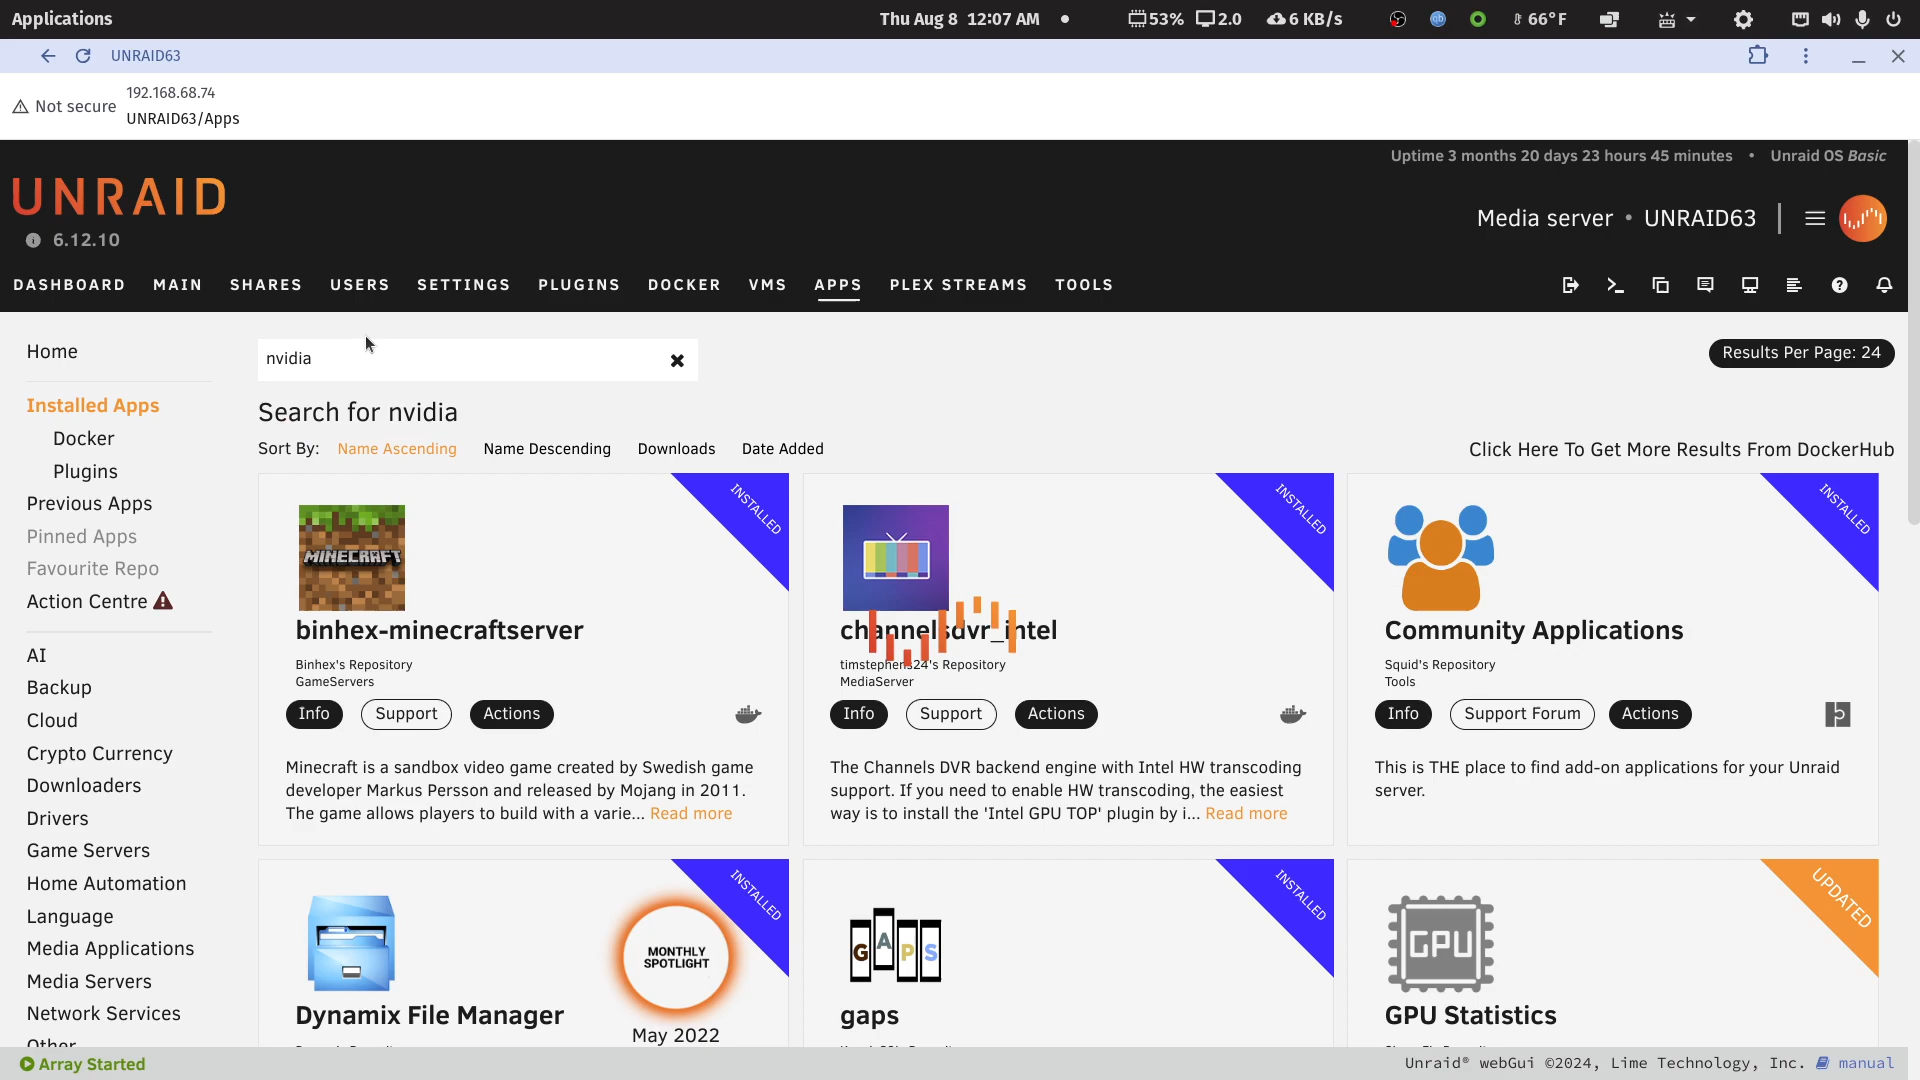 Applications
Thu Aug 8 12:07 AM
53%
2.0
6 KB/s
66°F
UNRAID63
Not secure
192.168.68.74
UNRAID63/Apps
Uptime 3 months 20 days 23 hours 45 minutes • Unraid OS Basic
UNRAID
6.12.10
Media server • UNRAID63
DASHBOARD MAIN SHARES USERS SETTINGS PLUGINS DOCKER VMS APPS PLEX STREAMS TOOLS
Home
Installed Apps
Docker
Plugins
Previous Apps
Pinned Apps
Favourite Repo
Action Centre
AI
Backup
Cloud
Crypto Currency
Downloaders
Drivers
Game Servers
Home Automation
Language
Media Applications
Media Servers
Network Services
Other
nvidia
Results Per Page: 24
Search for nvidia
Sort By: Name Ascending Name Descending Downloads Date Added
Click Here To Get More Results From DockerHub
INSTALLED
MINECRAFT
binhex-minecraftserver
Binhex's Repository
GameServers
Info Support Actions
Minecraft is a sandbox video game created by Swedish game
developer Markus Persson and released by Mojang in 2011.
The game allows players to build with a varie... Read more
INSTALLED
channelsdvr_intel
timstephens24's Repository
MediaServer
Info Support Actions
The Channels DVR backend engine with Intel HW transcoding
support. If you need to enable HW transcoding, the easiest
way is to install the 'Intel GPU TOP' plugin by i... Read more
INSTALLED
Community Applications
Squid's Repository
Tools
Info Support Forum Actions
This is THE place to find add-on applications for your Unraid
server.
INSTALLED
MONTHLY
SPOTLIGHT
Dynamix File Manager
May 2022
INSTALLED
GAPS
gaps
UPDATED
GPU
GPU Statistics
Array Started
Unraid® webGui ©2024, Lime Technology, Inc. manual